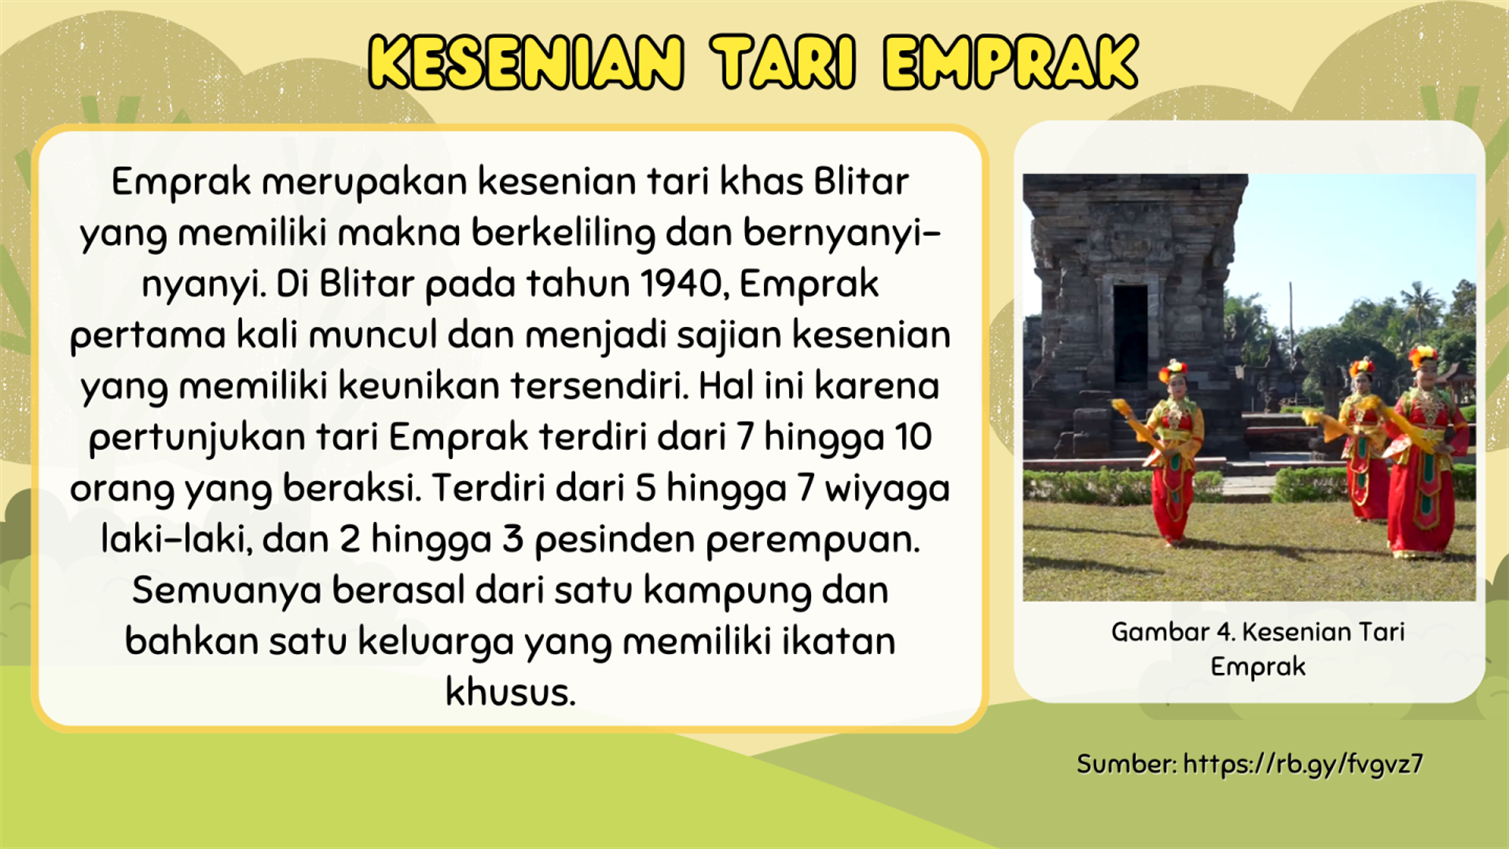 KESENIAN TARI EMPRAK
Emprak merupakan kesenian tari khas Blitar
yang memiliki makna berkeliling dan bernyanyi-
nyanyi. Di Blitar pada tahun 1940, Emprak
pertama kali muncul dan menjadi sajian kesenian
yang memiliki keunikan tersendiri. Hal ini karena
pertunjukan tari Emprak terdiri dari 7 hingga 10
orang yang beraksi. Terdiri dari 5 hingga 7 wiyaga
laki-laki, dan 2 hingga 3 pesinden perempuan.
Semuanya berasal dari satu kampung dan
bahkan satu keluarga yang memiliki ikatan
khusus.
Gambar 4. Kesenian Tari
Emprak
Sumber: https://rb.gy/fvgvz7